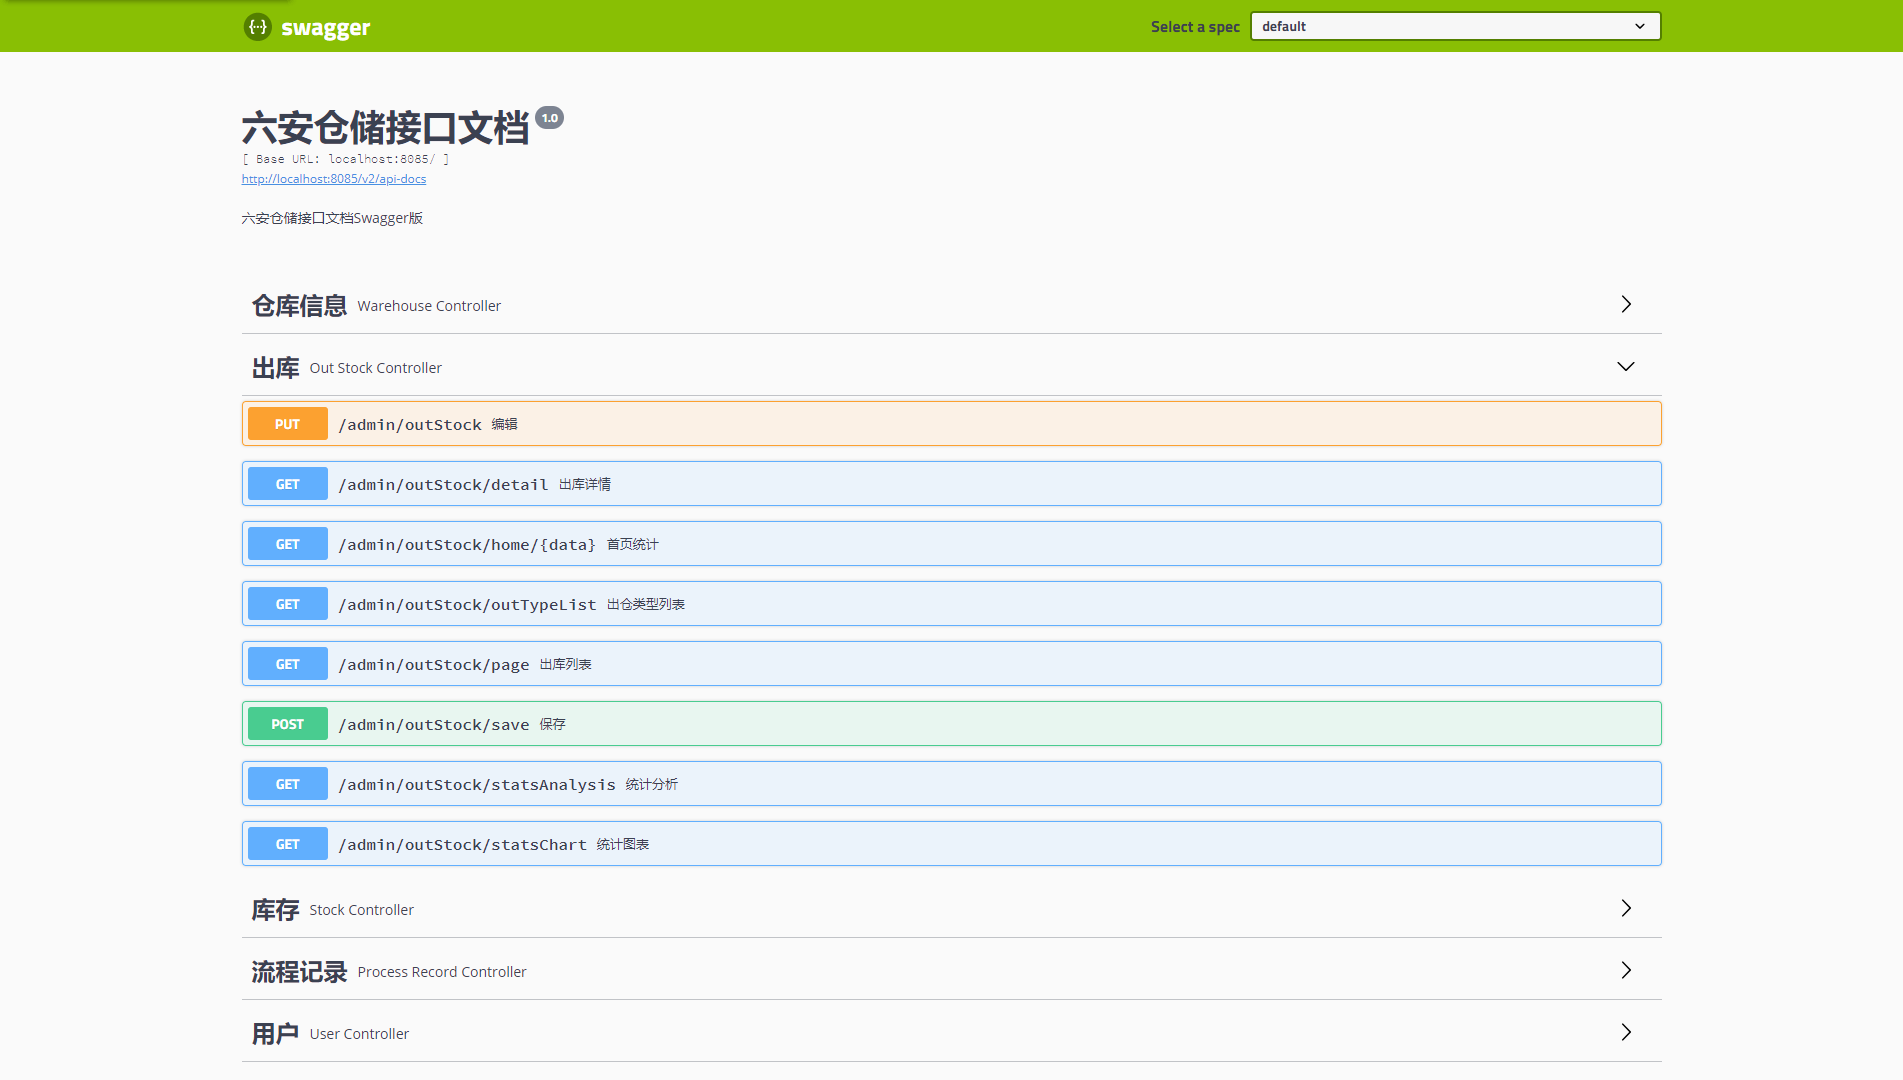 {··} swagger
Select a spec default
六安仓储接口文档 1.0
[ Base URL: localhost:8085/ ]
http://localhost:8085/v2/api-docs
六安仓储接口文档Swagger版
仓库信息 Warehouse Controller
出库 Out Stock Controller
PUT /admin/outStock 编辑
GET /admin/outStock/detail 出库详情
GET /admin/outStock/home/{data} 首页统计
GET /admin/outStock/outTypeList 出仓类型列表
GET /admin/outStock/page 出库列表
POST /admin/outStock/save 保存
GET /admin/outStock/statsAnalysis 统计分析
GET /admin/outStock/statsChart 统计图表
库存 Stock Controller
流程记录 Process Record Controller
用户 User Controller